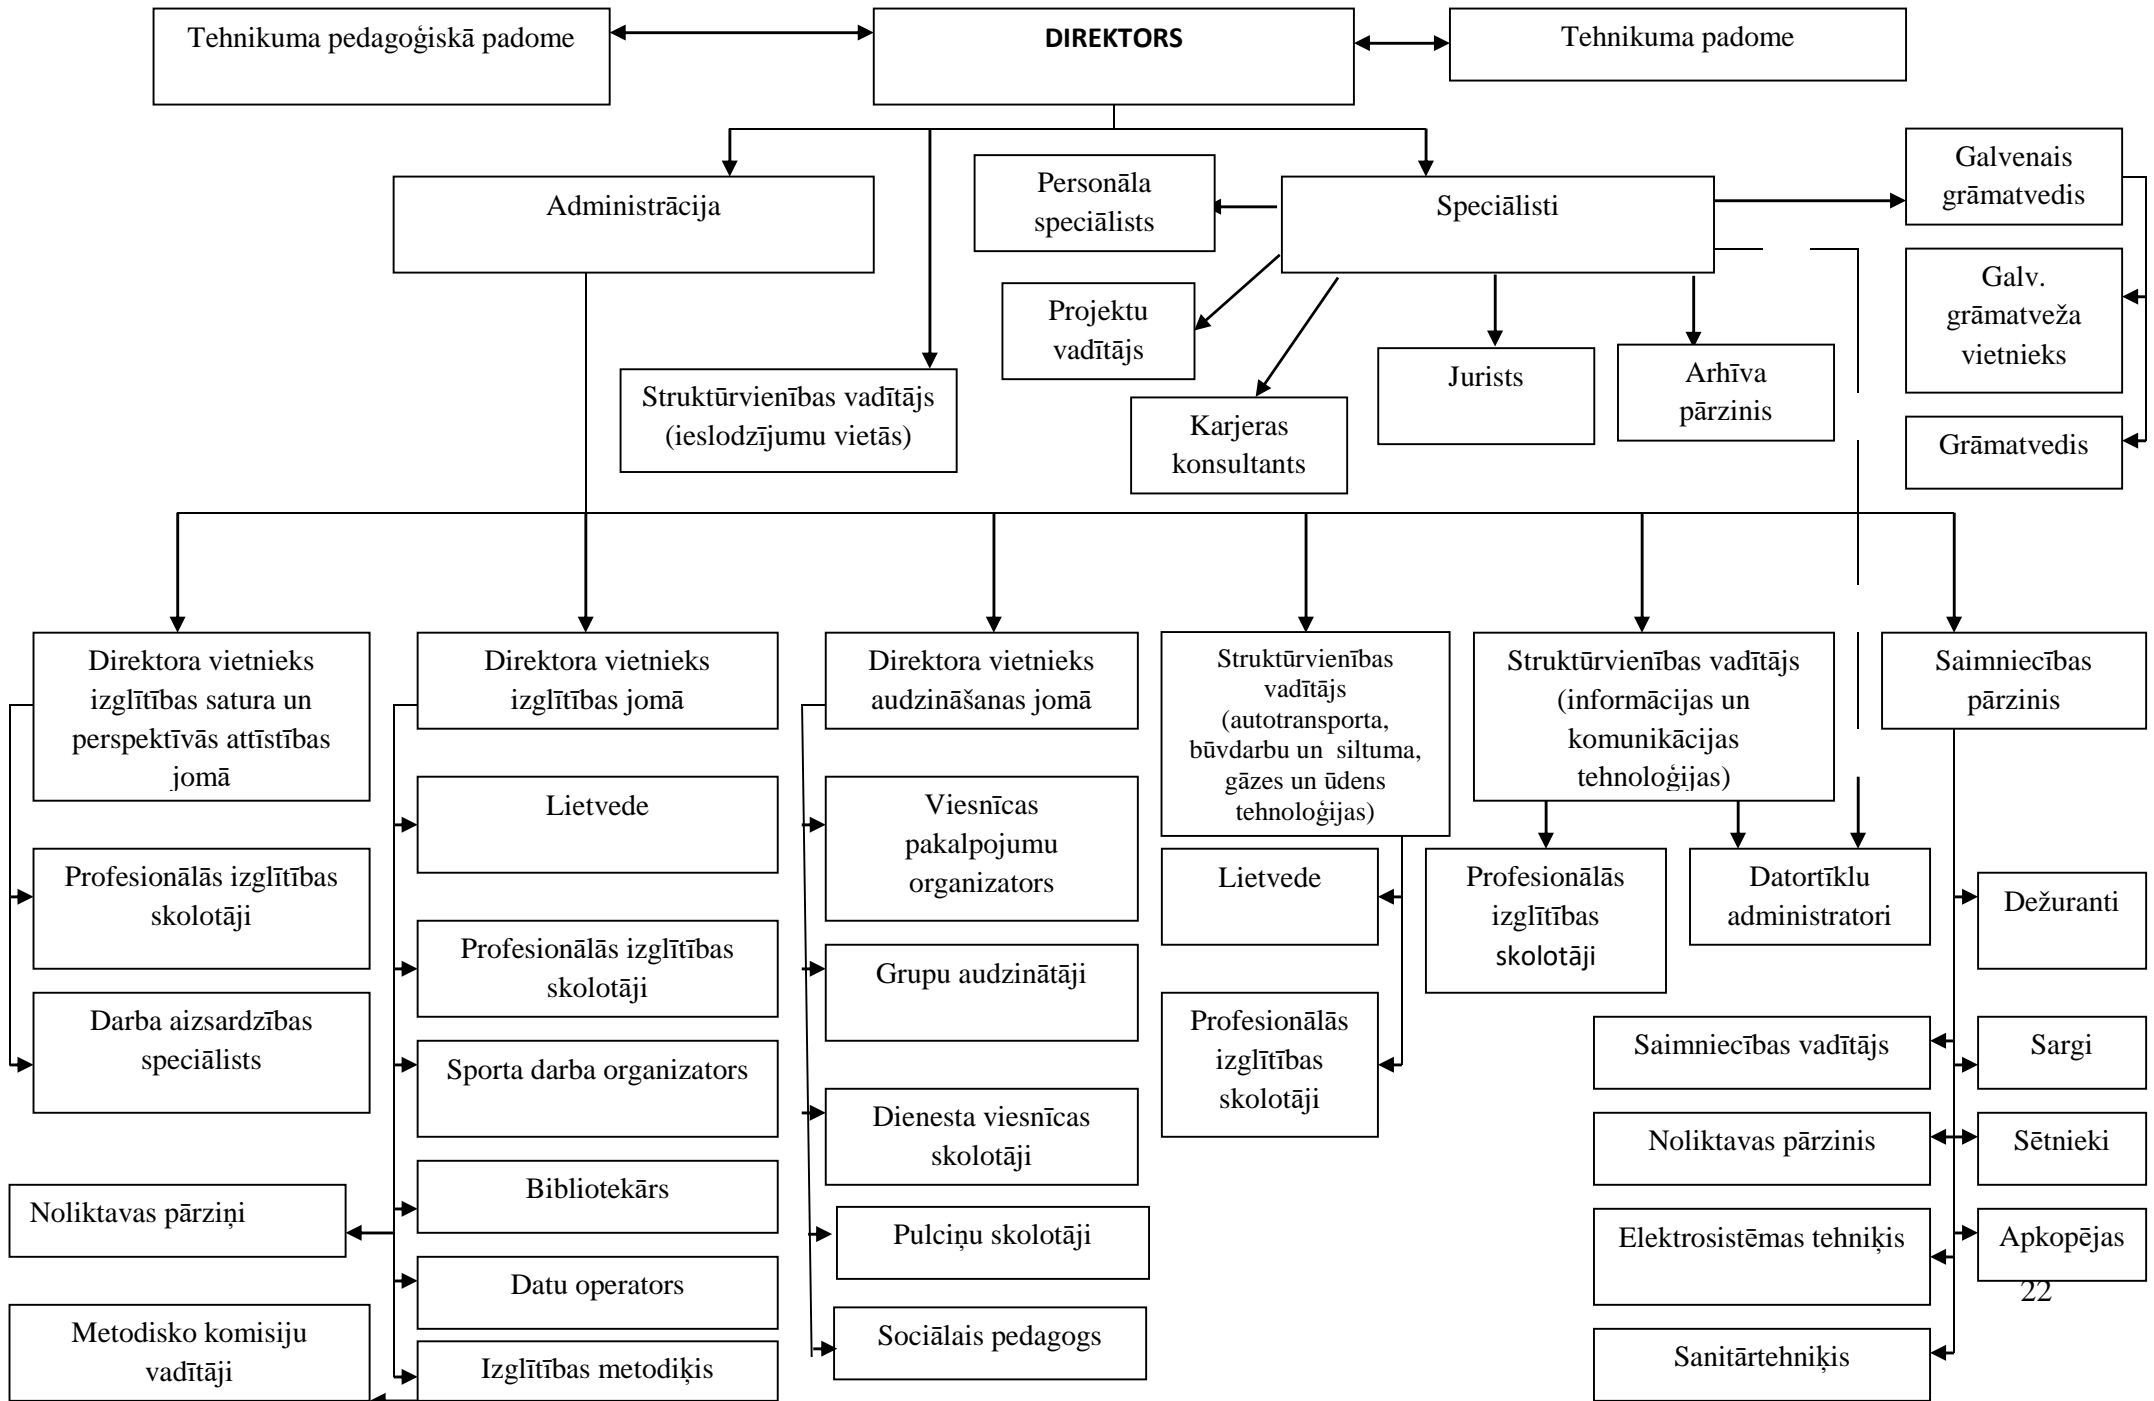 Tehnikuma pedagoģiskā padome
DIREKTORS
Tehnikuma padome
Administrācija
Personāla
speciālists
Speciālisti
Galvenais
grāmatvedis
Projektu
vadītājs
Galv.
grāmatveža
vietnieks
Struktūrvienības vadītājs
(ieslodzījumu vietās)
Karjeras
konsultants
Jurists
Arhīva
pārzinis
Grāmatvedis
Direktora vietnieks
izglītības satura un
perspektīvās attīstības
jomā
Direktora vietnieks
izglītības jomā
Direktora vietnieks
audzināšanas jomā
Struktūrvienības
vadītājs
(autotransporta,
būvdarbu un siltuma,
gāzes un ūdens
tehnoloģijas)
Struktūrvienības vadītājs
(informācijas un
komunikācijas
tehnoloģijas)
Saimniecības
pārzinis
Profesionālās izglītības
skolotāji
Darba aizsardzības
speciālists
Lietvede
Profesionālās izglītības
skolotāji
Sporta darba organizators
Bibliotekārs
Noliktavas pārziņi
Datu operators
Izglītības metodiķis
Metodisko komisiju
vadītāji
Viesnīcas
pakalpojumu
organizators
Grupu audzinātāji
Dienesta viesnīcas
skolotāji
Pulciņu skolotāji
Sociālais pedagogs
Lietvede
Profesionālās
izglītības
skolotāji
Profesionālās
izglītības
skolotāji
Datortīklu
administratori
Dežuranti
Saimniecības vadītājs
Sargi
Noliktavas pārzinis
Sētnieki
Elektrosistēmas tehniķis
Apkopējas
22
Sanitārtehniķis